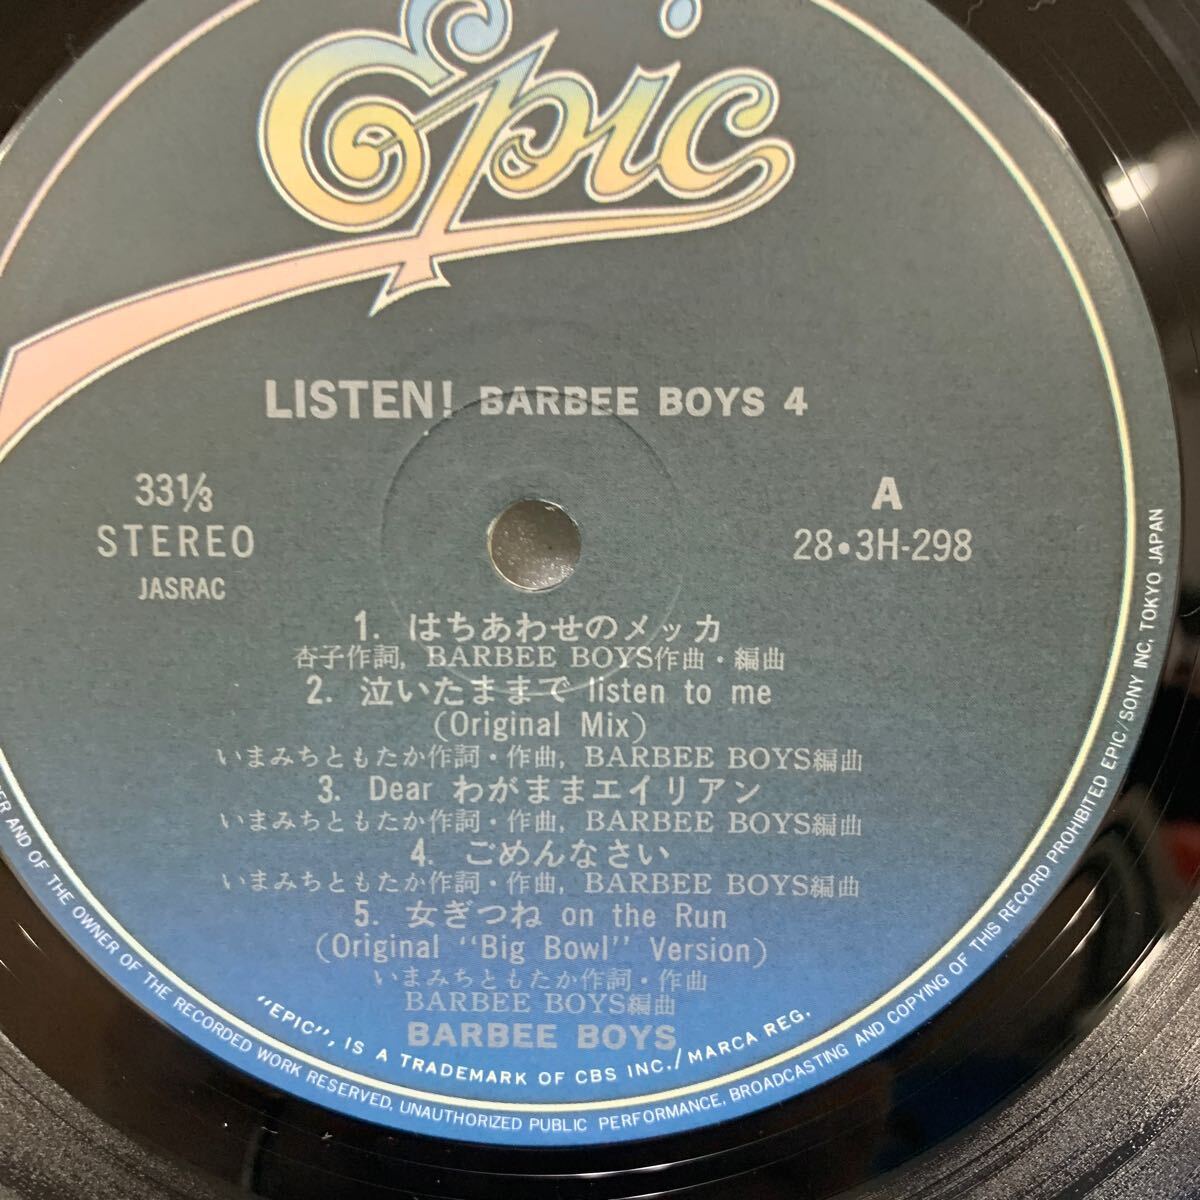 Epic
LISTEN! BARBEE BOYS 4
33⅓
STEREO
JASRAC
A
28•3H-298
1. はちあわせのメッカ
杏子作詞, BARBEE BOYS作曲・編曲
2. 泣いたままで listen to me
(Original Mix)
いまみちともたか作詞・作曲, BARBEE BOYS編曲
3. Dear わがままエイリアン
いまみちともたか作詞・作曲, BARBEE BOYS編曲
4. ごめんなさい
いまみちともたか作詞・作曲, BARBEE BOYS編曲
5. 女ぎつね on the Run
(Original "Big Bowl" Version)
いまみちともたか作詞・作曲
BARBEE BOYS編曲
BARBEE BOYS
"EPIC", IS A TRADEMARK OF CBS INC./MARCA REG.
AND OF THE OWNER OF THE RECORDED WORK RESERVED, UNAUTHORIZED PUBLIC PERFORMANCE, BROADCASTING AND COPYING OF THIS RECORD PROHIBITED EPIC/SONY INC. TOKYO JAPAN